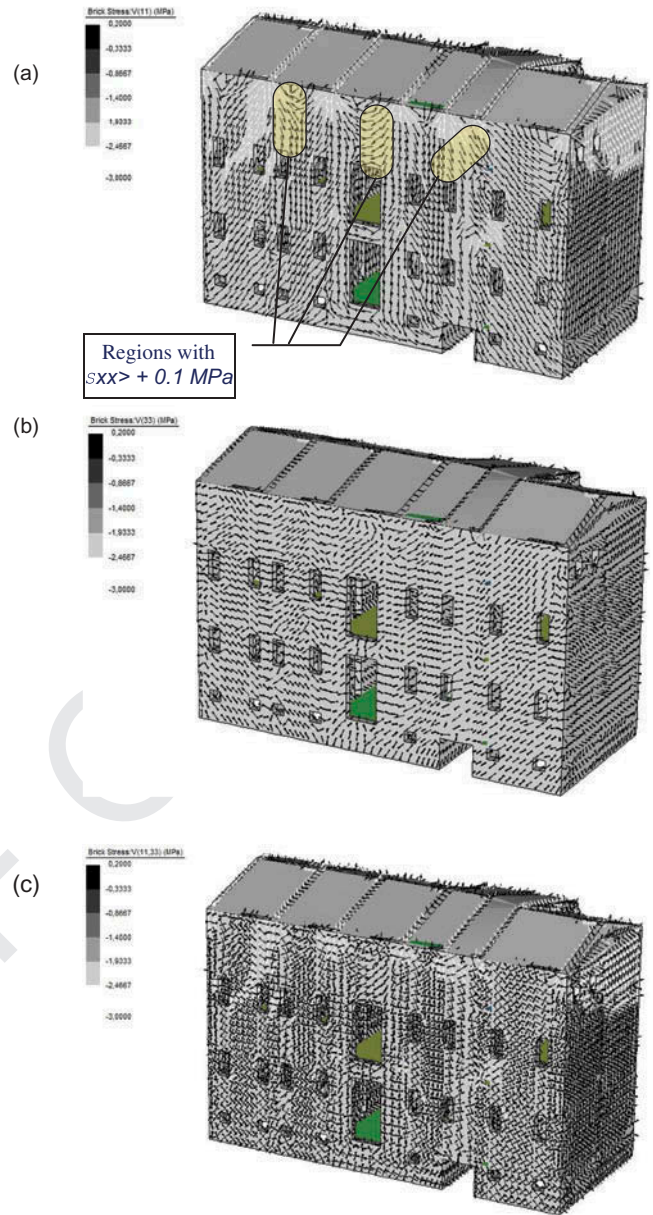 (a)
Brick Stress:V(11) (MPa)
0,2000
-0,3333
-0,8667
-1,4000
1,9333
-2,4667
-3,0000
Regions with
sxx> + 0.1 MPa
(b)
Brick Stress:V(33) (MPa)
0,2000
-0,3333
-0,8667
-1,4000
-1,9333
-2,4667
-3,0000
(c)
Brick Stress:V(11,33) (MPa)
0,2000
-0,3333
-0,8667
-1,4000
-1,9333
-2,4667
-3,0000